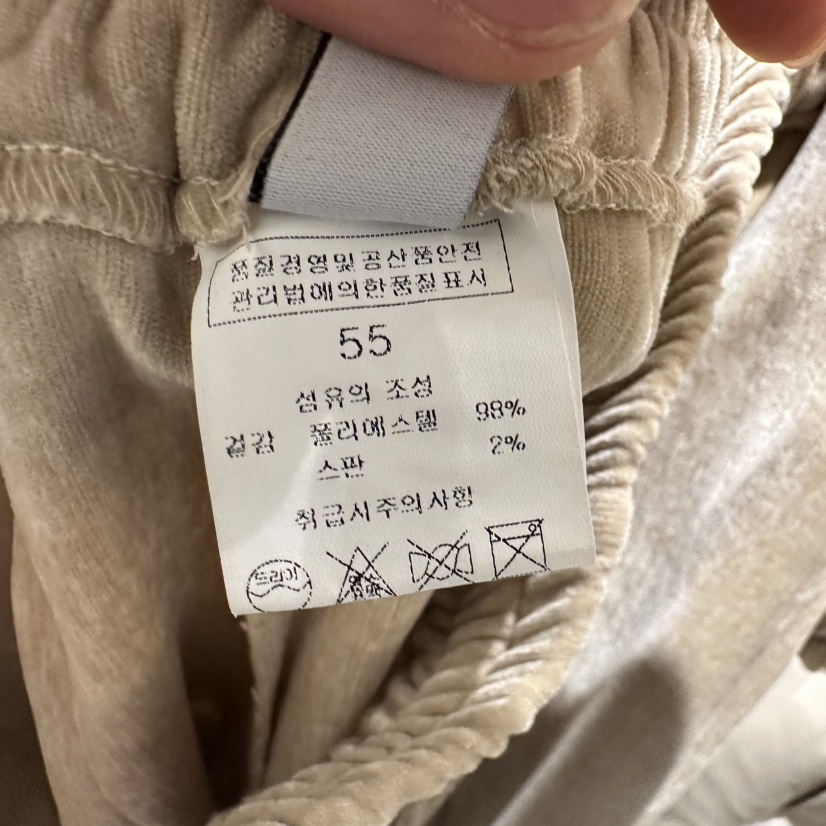 품질경영및공산품안전
관리법에의한품질표시
55
섬유의 조성
겉감 폴리에스텔 98%
스판 2%
취급시주의사항
드라이